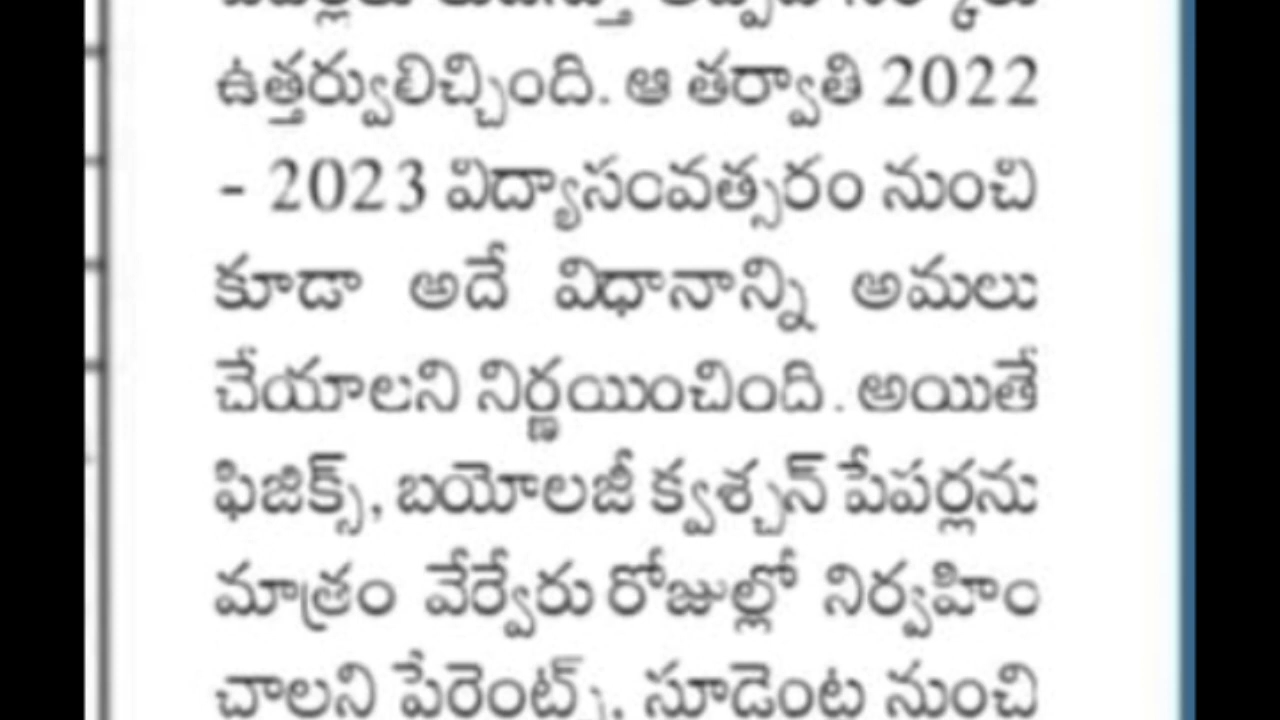 ఉత్తర్వులిచ్చింది. ఆ తర్వాతి 2022
- 2023 విద్యాసంవత్సరం నుంచి
కూడా అదే విధానాన్ని అమలు
చేయాలని నిర్ణయించింది. అయితే
ఫిజిక్స్, బయోలజీ క్వశ్చన్ పేపర్లను
మాత్రం వేర్వేరు రోజుల్లో నిర్వహిం
చాలని పేరెంట్స్, స్టూడెంట్ల నుంచి